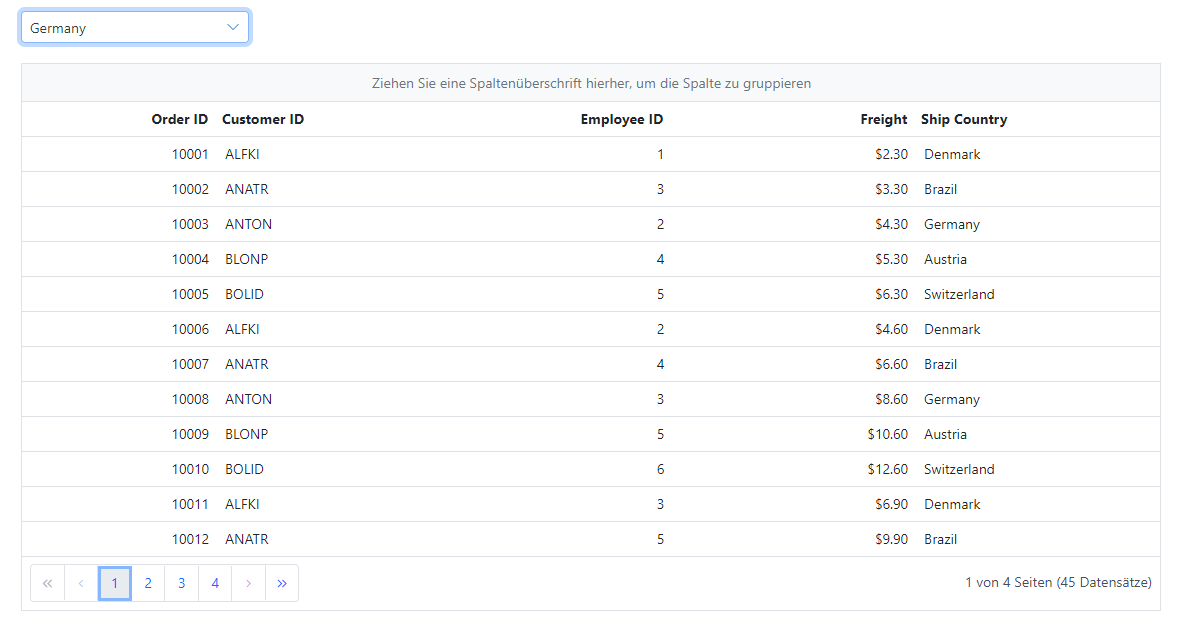 Germany
Ziehen Sie eine Spaltenüberschrift hierher, um die Spalte zu gruppieren
Order ID Customer ID Employee ID Freight Ship Country
10001 ALFKI 1 $2.30 Denmark
10002 ANATR 3 $3.30 Brazil
10003 ANTON 2 $4.30 Germany
10004 BLONP 4 $5.30 Austria
10005 BOLID 5 $6.30 Switzerland
10006 ALFKI 2 $4.60 Denmark
10007 ANATR 4 $6.60 Brazil
10008 ANTON 3 $8.60 Germany
10009 BLONP 5 $10.60 Austria
10010 BOLID 6 $12.60 Switzerland
10011 ALFKI 3 $6.90 Denmark
10012 ANATR 5 $9.90 Brazil
« ‹ 1 2 3 4 › » 1 von 4 Seiten (45 Datensätze)